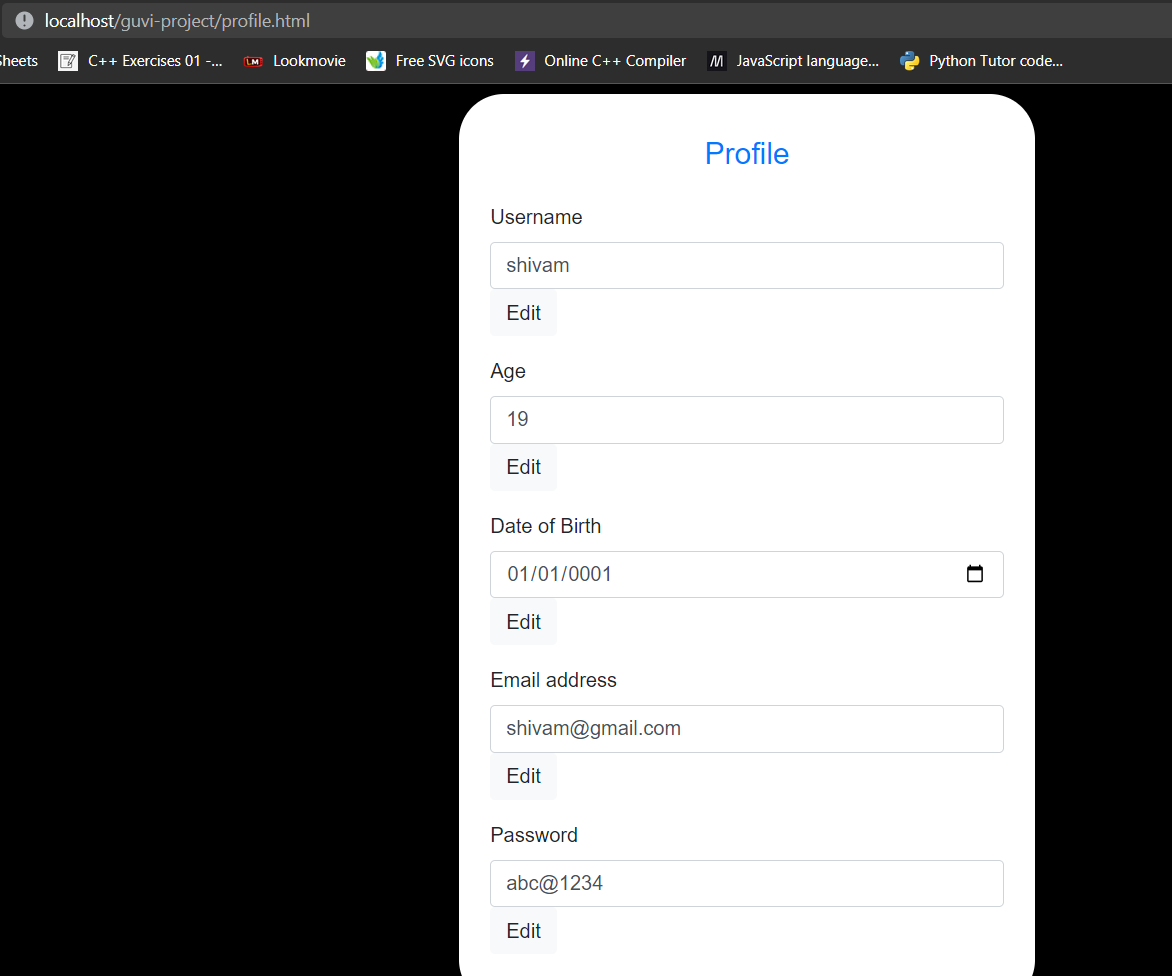 localhost/guvi-project/profile.html
Sheets C++ Exercises 01 -... LM Lookmovie Free SVG icons Online C++ Compiler M JavaScript language... Python Tutor code...
Profile
Username
shivam
Edit
Age
19
Edit
Date of Birth
01/01/0001
Edit
Email address
shivam@gmail.com
Edit
Password
abc@1234
Edit